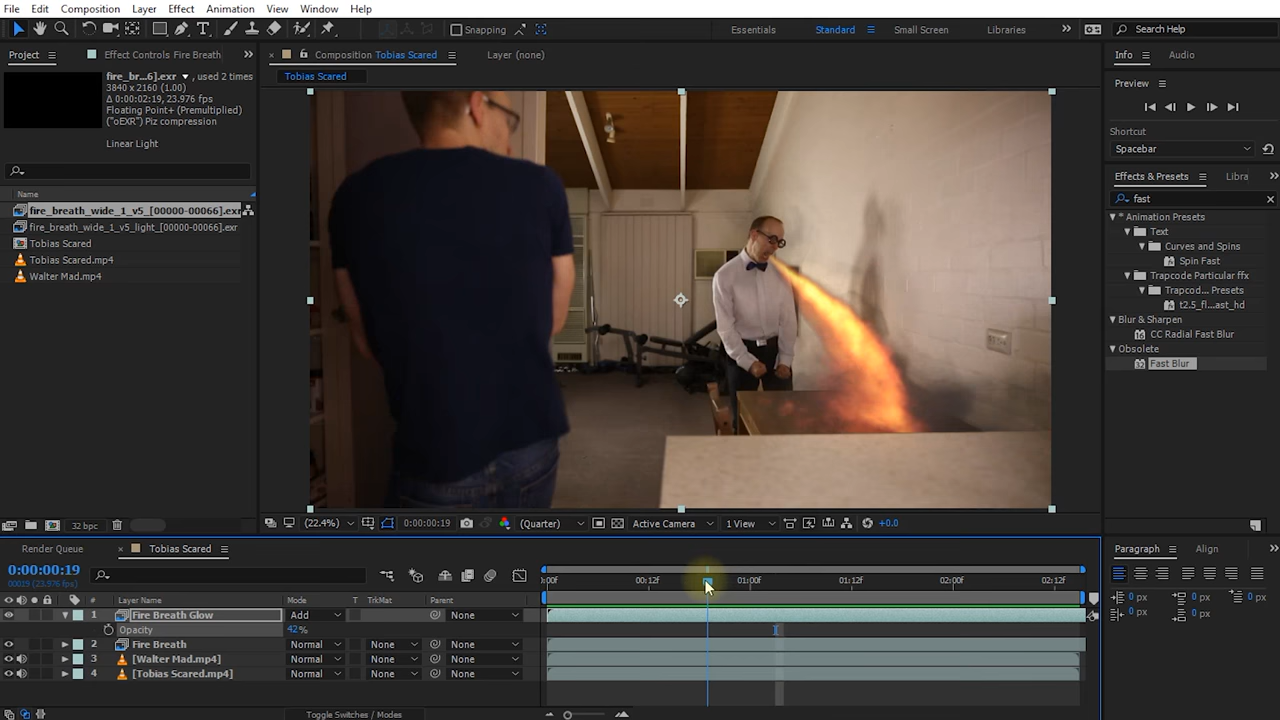 File Edit Composition Layer Effect Animation View Window Help
Snapping Essentials Standard Small Screen Libraries Search Help
Project Effect Controls Fire Breath Composition Tobias Scared Layer (none) Info Audio
fire_br...6].exr , used 2 times
3840 x 2160 (1.00)
Δ 0:00:02:19, 23.976 fps
Floating Point+ (Premultiplied)
("oEXR") Piz compression
Linear Light
Tobias Scared
Preview
Shortcut
Spacebar
Effects & Presets Libra
fast
* Animation Presets
Text
Curves and Spins
Spin Fast
Trapcode Particular ffx
Trapcod... Presets
t2.5_fl...ast_hd
Blur & Sharpen
CC Radial Fast Blur
Obsolete
Fast Blur
Name
fire_breath_wide_1_v5_[00000-00066].exr
fire_breath_wide_1_v5_light_[00000-00066].exr
Tobias Scared
Tobias Scared.mp4
Walter Mad.mp4
32 bpc
(22.4%) 0:00:00:19 (Quarter) Active Camera 1 View +0.0
Render Queue Tobias Scared
0:00:00:19
00019 (23.976 fps)
:00f 00:12f 01:00f 01:12f 02:00f 02:12f
# Layer Name Mode T TrkMat Parent
1 Fire Breath Glow Add None
Opacity 42%
2 Fire Breath Normal None None
3 [Walter Mad.mp4] Normal None None
4 [Tobias Scared.mp4] Normal None None
Toggle Switches / Modes
Paragraph Align
0 px 0 px 0 px
0 px 0 px